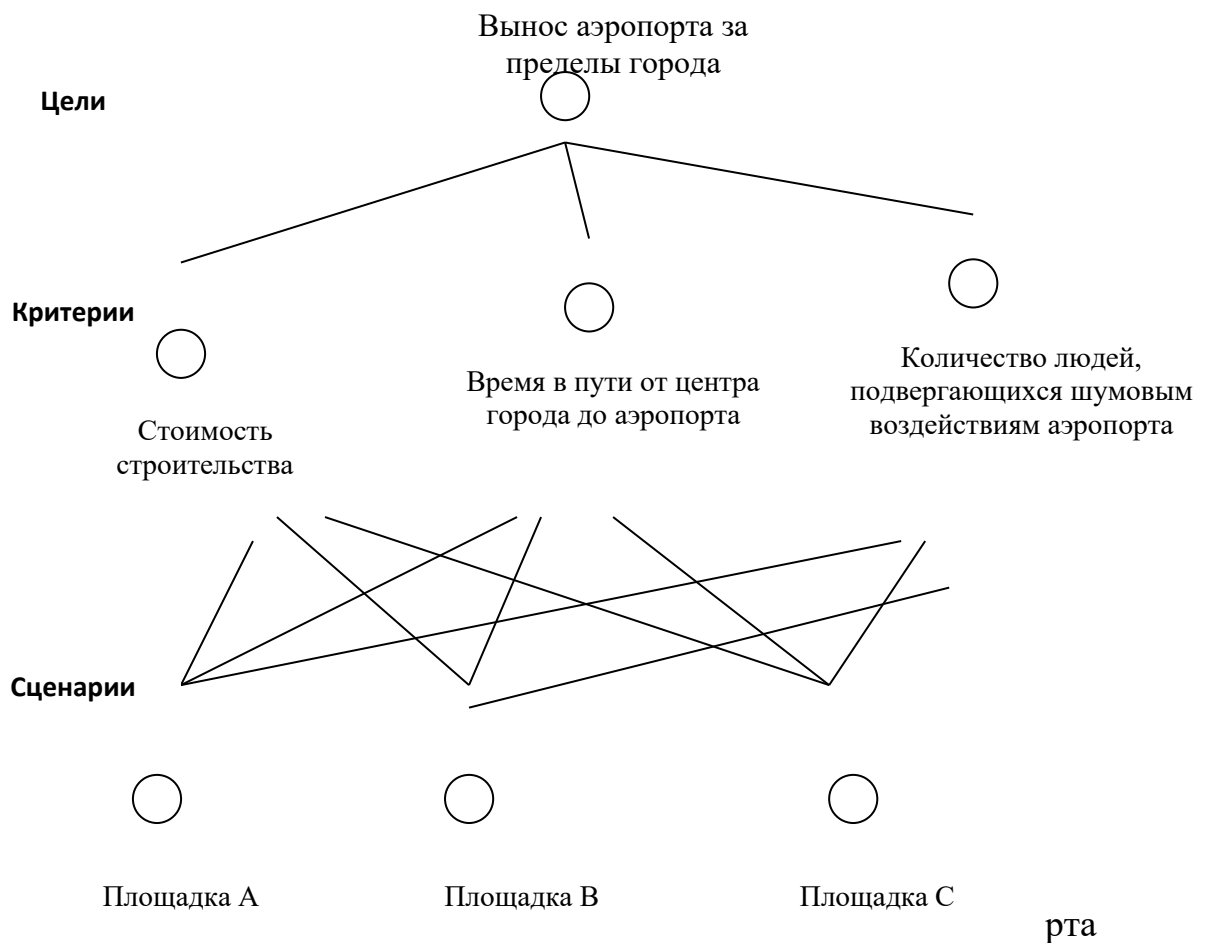 Вынос аэропорта за
пределы города
Цели
Критерии
Стоимость
строительства
Время в пути от центра
города до аэропорта
Количество людей,
подвергающихся шумовым
воздействиям аэропорта
Сценарии
Площадка А
Площадка В
Площадка С
рта